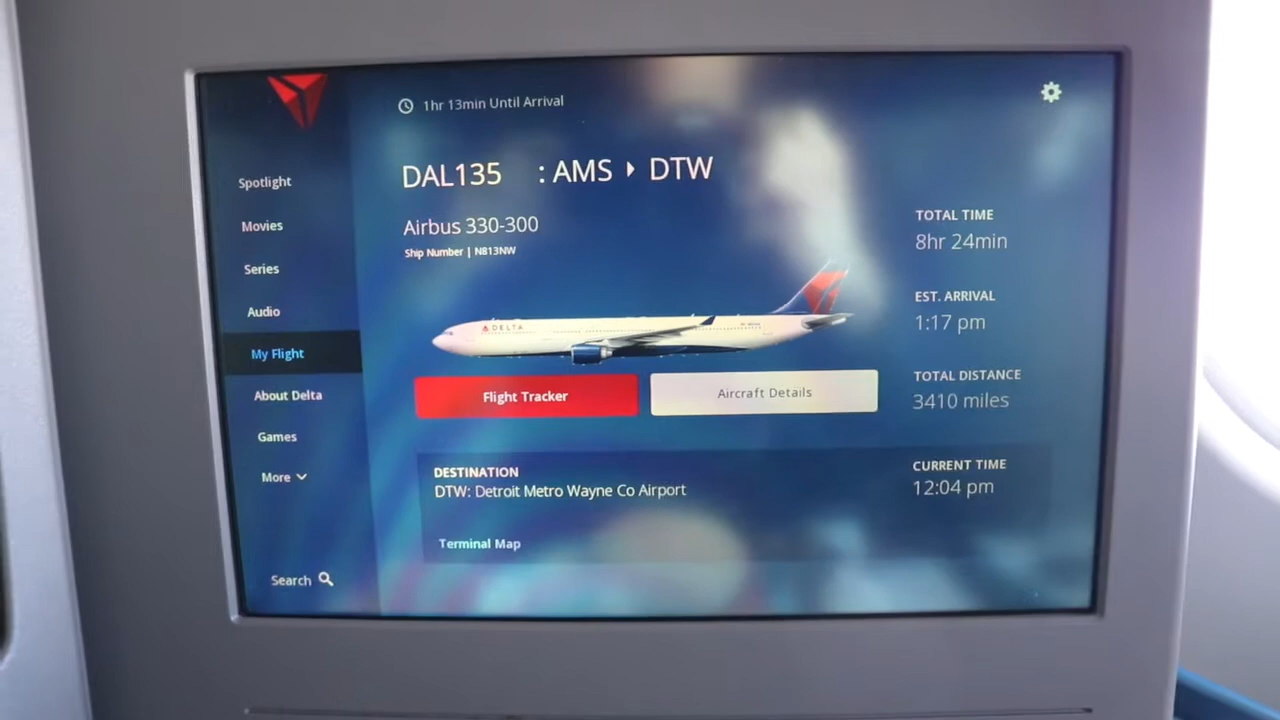 1hr 13min Until Arrival
DAL135 : AMS ▸ DTW
Airbus 330-300
Ship Number | N813NW
Spotlight
Movies
Series
Audio
My Flight
About Delta
Games
More
Search
DELTA
Flight Tracker
Aircraft Details
TOTAL TIME
8hr 24min
EST. ARRIVAL
1:17 pm
TOTAL DISTANCE
3410 miles
DESTINATION
DTW: Detroit Metro Wayne Co Airport
Terminal Map
CURRENT TIME
12:04 pm